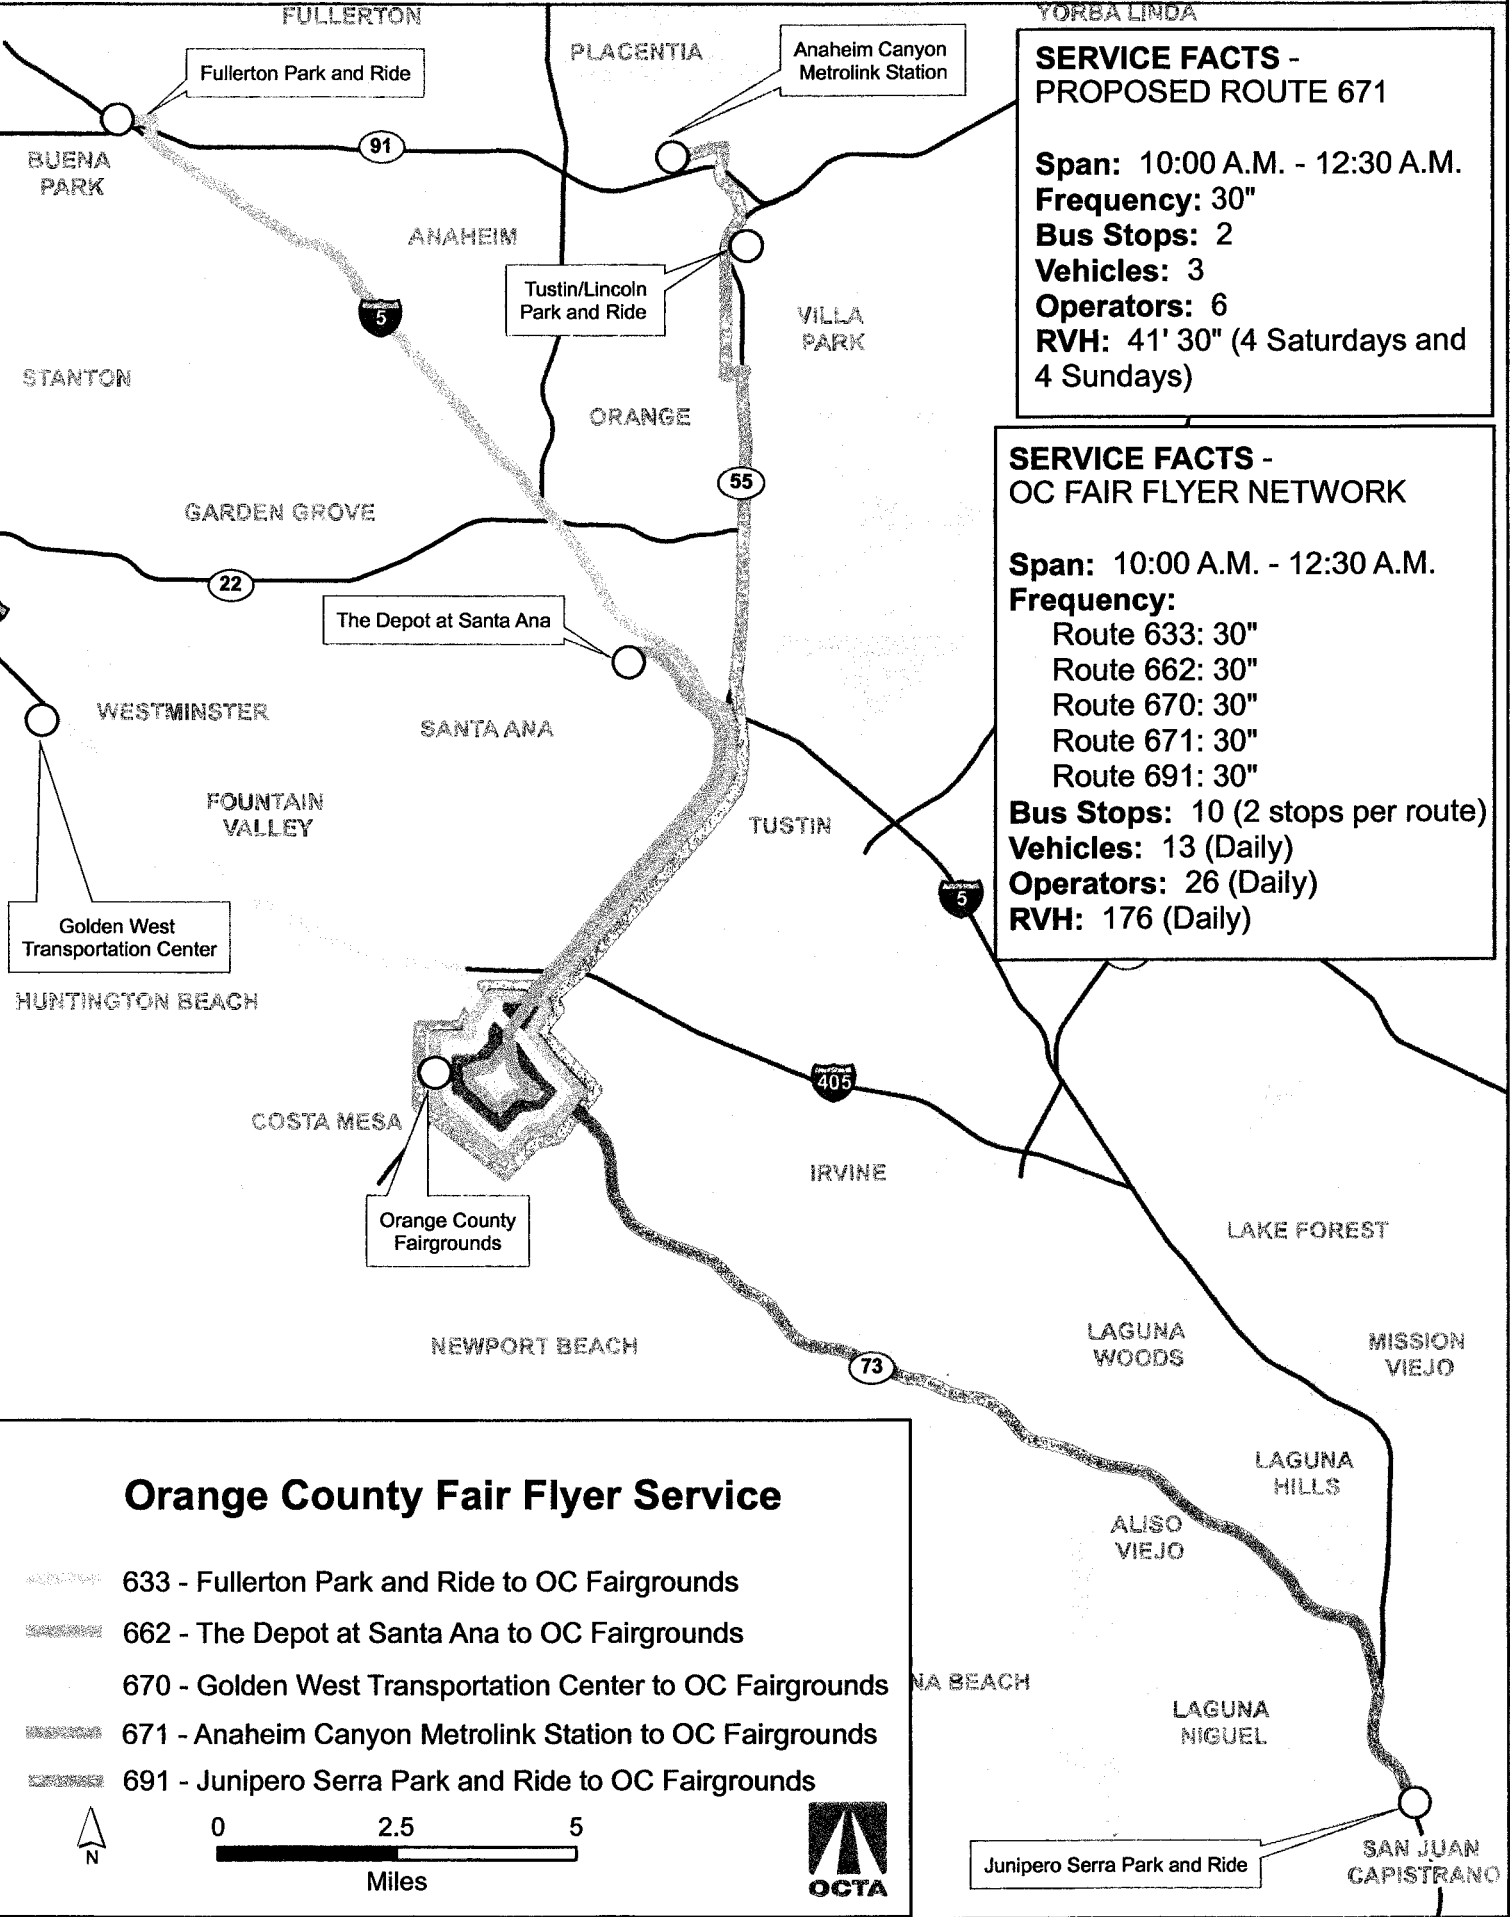 FULLERTON
YORBA LINDA
PLACENTIA
Anaheim Canyon
Metrolink Station
Fullerton Park and Ride
91
BUENA
PARK
ANAHEIM
Tustin/Lincoln
Park and Ride
5
VILLA
PARK
STANTON
ORANGE
55
GARDEN GROVE
22
The Depot at Santa Ana
WESTMINSTER
SANTA ANA
FOUNTAIN
VALLEY
TUSTIN
5
Golden West
Transportation Center
HUNTINGTON BEACH
405
COSTA MESA
IRVINE
Orange County
Fairgrounds
LAKE FOREST
NEWPORT BEACH
LAGUNA
WOODS
MISSION
VIEJO
73
LAGUNA
HILLS
ALISO
VIEJO
NA BEACH
LAGUNA
NIGUEL
Junipero Serra Park and Ride
SAN JUAN
CAPISTRANO
SERVICE FACTS -
PROPOSED ROUTE 671
Span: 10:00 A.M. - 12:30 A.M.
Frequency: 30"
Bus Stops: 2
Vehicles: 3
Operators: 6
RVH: 41' 30" (4 Saturdays and
4 Sundays)
SERVICE FACTS -
OC FAIR FLYER NETWORK
Span: 10:00 A.M. - 12:30 A.M.
Frequency:
Route 633: 30"
Route 662: 30"
Route 670: 30"
Route 671: 30"
Route 691: 30"
Bus Stops: 10 (2 stops per route)
Vehicles: 13 (Daily)
Operators: 26 (Daily)
RVH: 176 (Daily)
Orange County Fair Flyer Service
633 - Fullerton Park and Ride to OC Fairgrounds
662 - The Depot at Santa Ana to OC Fairgrounds
670 - Golden West Transportation Center to OC Fairgrounds
671 - Anaheim Canyon Metrolink Station to OC Fairgrounds
691 - Junipero Serra Park and Ride to OC Fairgrounds
N
0 2.5 5
Miles
OCTA